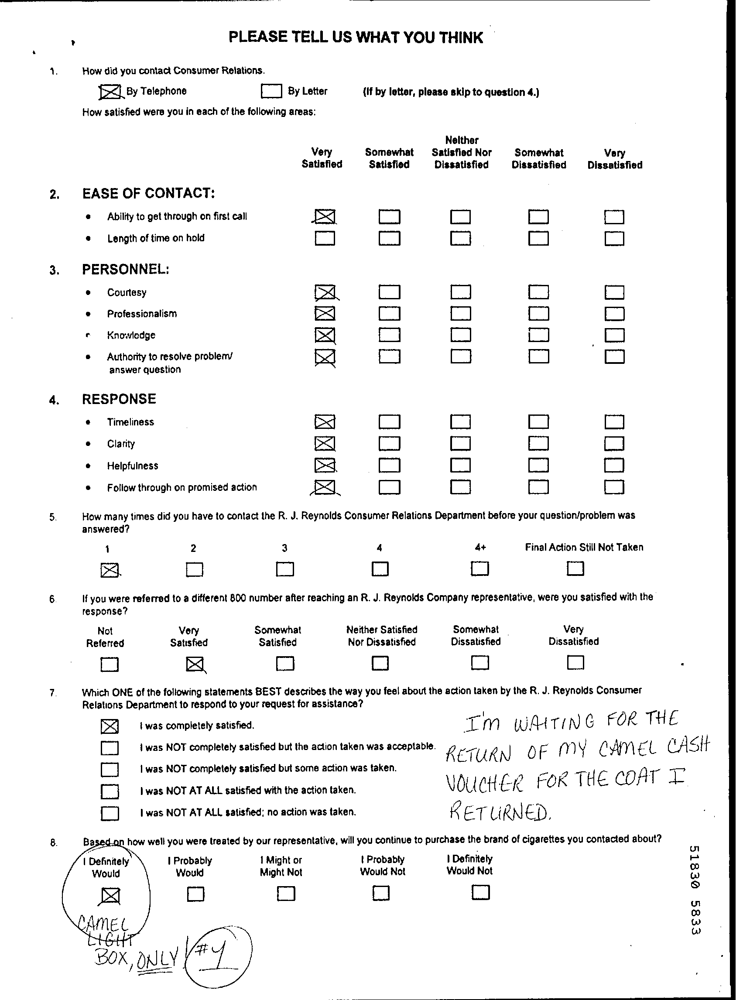 PLEASE TELL US WHAT YOU THINK
1. How did you contact Consumer Relations.
By Telephone By Letter (If by letter, please skip to question 4.)
How satisfied were you in each of the following areas:
Very Satisfied Somewhat Satisfied Neither Satisfied Nor Dissatisfied Somewhat Dissatisfied Very Dissatisfied
2. EASE OF CONTACT:
• Ability to get through on first call
• Length of time on hold
3. PERSONNEL:
• Courtesy
• Professionalism
• Knowledge
• Authority to resolve problem/
answer question
4. RESPONSE
• Timeliness
• Clarity
• Helpfulness
• Follow through on promised action
5. How many times did you have to contact the R. J. Reynolds Consumer Relations Department before your question/problem was
answered?
1 2 3 4 4+ Final Action Still Not Taken
6 If you were referred to a different 800 number after reaching an R. J. Reynolds Company representative, were you satisfied with the
response?
Not Referred Very Satisfied Somewhat Satisfied Neither Satisfied Nor Dissatisfied Somewhat Dissatisfied Very Dissatisfied
7. Which ONE of the following statements BEST describes the way you feel about the action taken by the R. J. Reynolds Consumer
Relations Department to respond to your request for assistance?
I was completely satisfied.
I was NOT completely satisfied but the action taken was acceptable.
I was NOT completely satisfied but some action was taken.
I was NOT AT ALL satisfied with the action taken.
I was NOT AT ALL satisfied; no action was taken.
I'M WAITING FOR THE
RETURN OF MY CAMEL CASH
VOUCHER FOR THE COAT I
RETURNED.
8. Based on how well you were treated by our representative, will you continue to purchase the brand of cigarettes you contacted about?
I Definitely Would I Probably Would I Might or Might Not I Probably Would Not I Definitely Would Not
CAMEL
LIGHT
BOX, ONLY #1
51830 5833